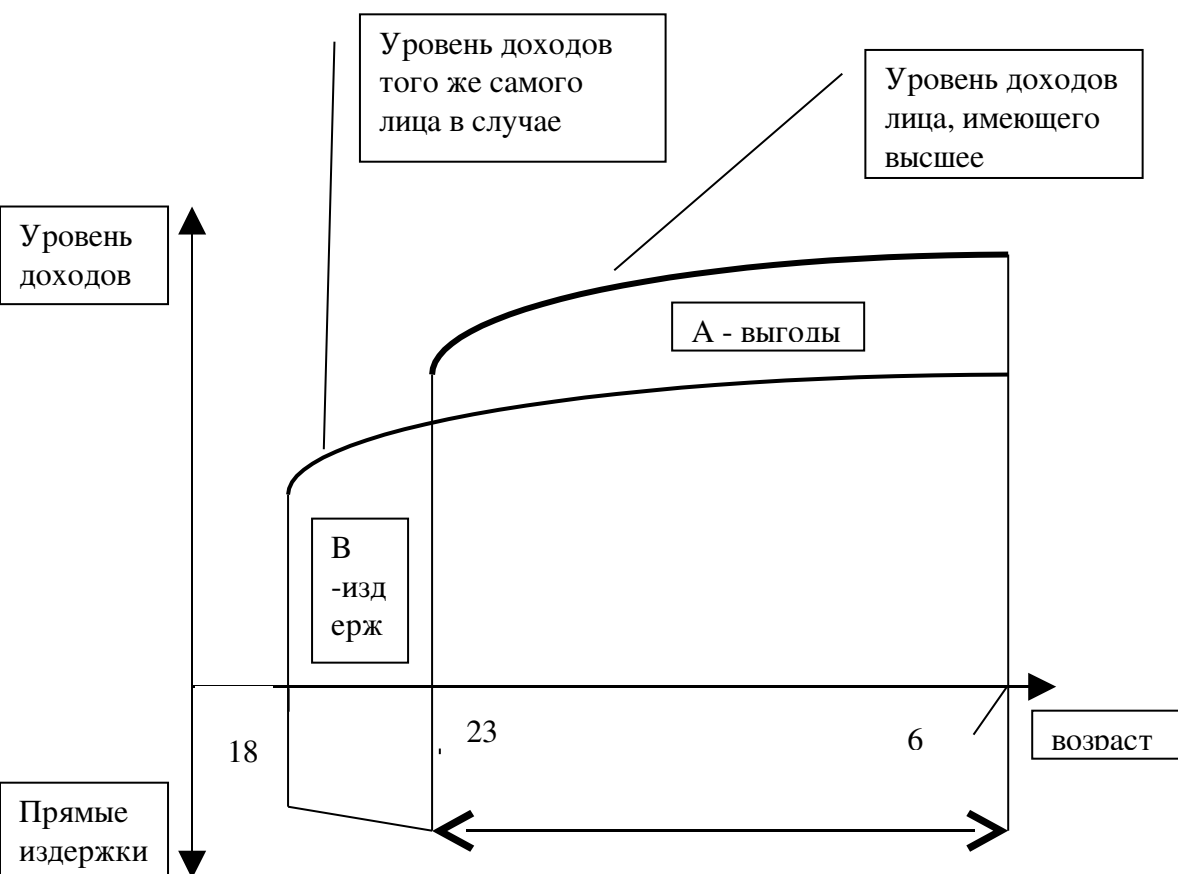 Уровень доходов
того же самого
лица в случае
Уровень доходов
лица, имеющего
высшее
Уровень
доходов
А - выгоды
В
-изд
ерж
18
23
6
возраст
Прямые
издержки